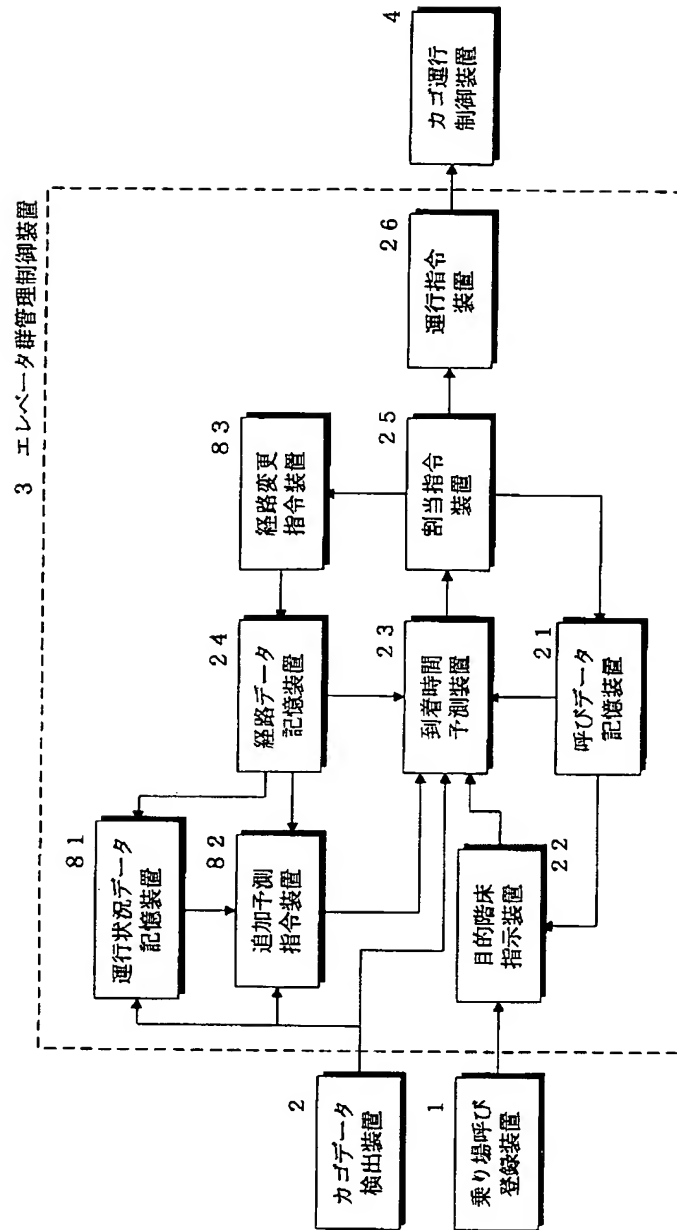 3 エレベータ群管理制御装置
81
運行状況データ
記憶装置
24
経路データ
記憶装置
83
経路変更
指令装置
82
追加予測
指令装置
2
カゴデータ
検出装置
23
到着時間
予測装置
25
割当指令
装置
26
運行指令
装置
4
カゴ運行
制御装置
1
乗り場呼び
登録装置
22
目的階床
指示装置
21
呼びデータ
記憶装置